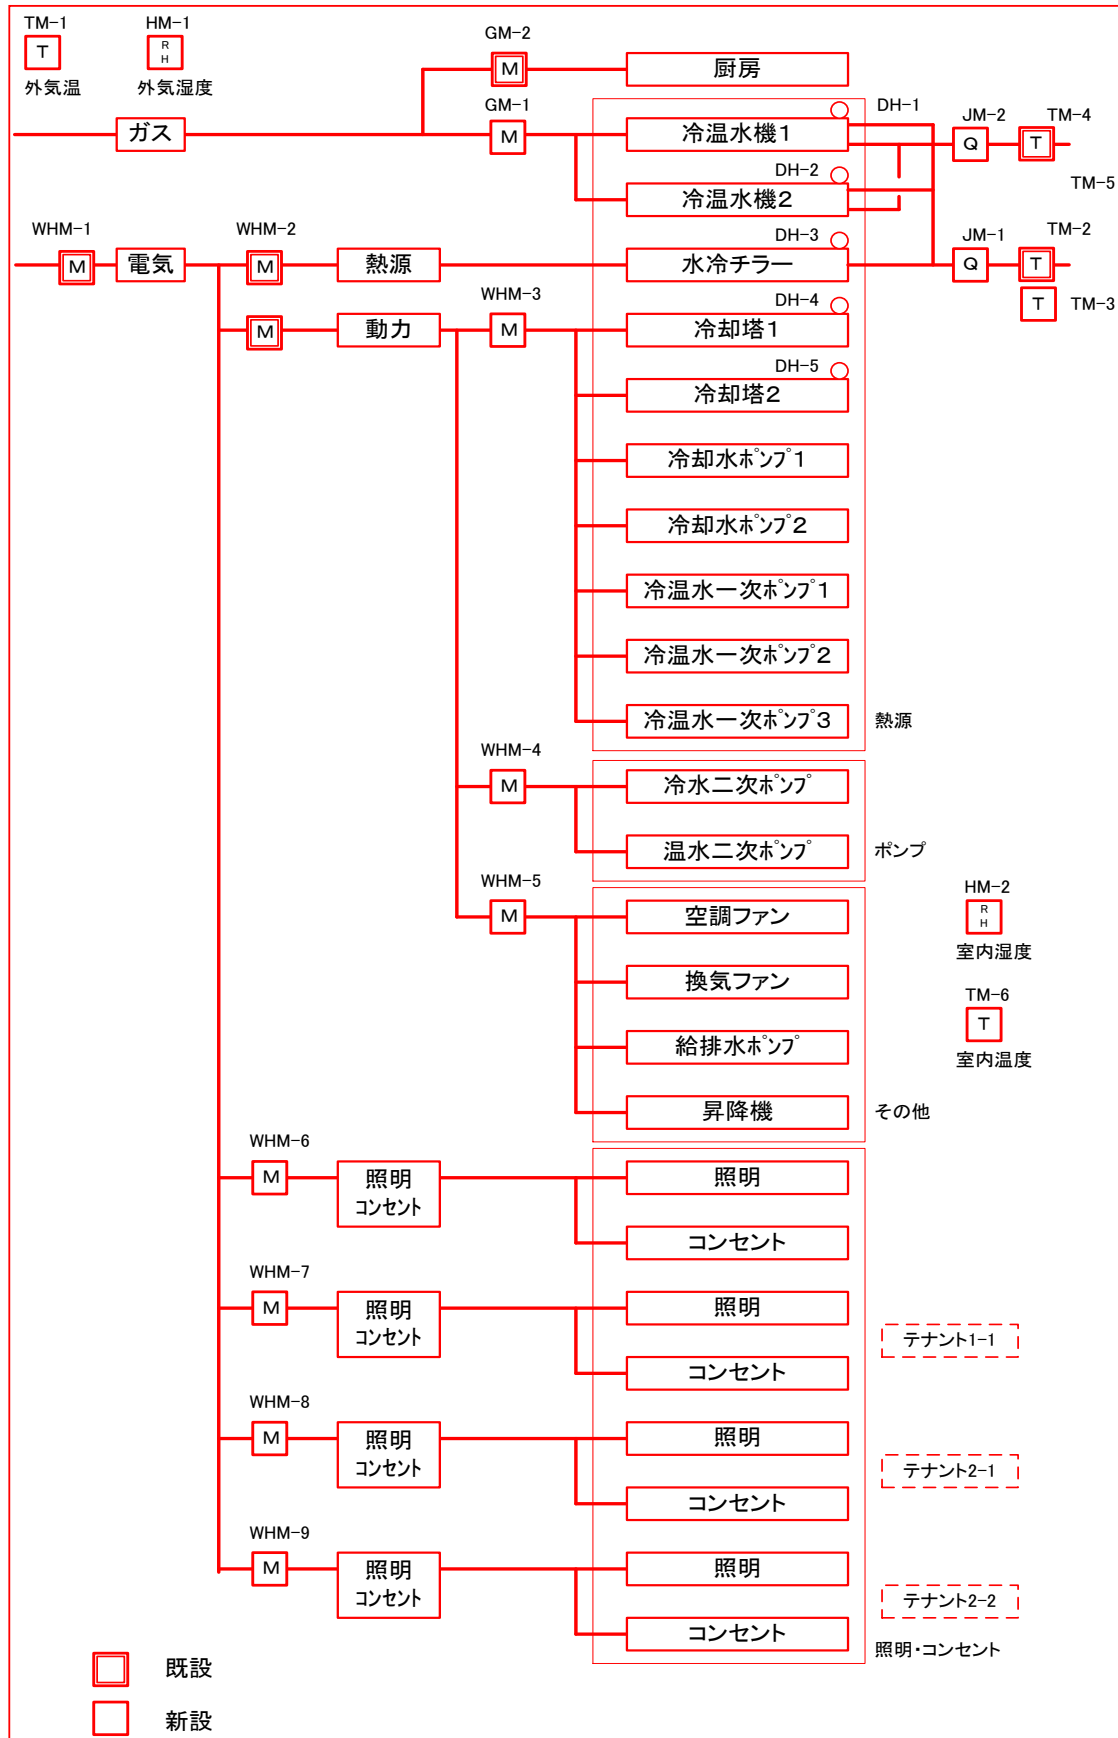 TM-1
HM-1
T
R
H
外気温
外気湿度
GM-2
M
厨房
GM-1
DH-1
JM-2
TM-4
ガス
M
冷温水機1
Q
T
DH-2
冷温水機2
TM-5
WHM-1
WHM-2
DH-3
JM-1
TM-2
M
電気
M
熱源
水冷チラー
Q
T
WHM-3
DH-4
T
TM-3
M
動力
M
冷却塔1
DH-5
冷却塔2
冷却水ﾎﾟﾝﾌﾟ1
冷却水ﾎﾟﾝﾌﾟ2
冷温水一次ﾎﾟﾝﾌﾟ1
冷温水一次ﾎﾟﾝﾌﾟ2
冷温水一次ﾎﾟﾝﾌﾟ3
熱源
WHM-4
M
冷水二次ﾎﾟﾝﾌﾟ
温水二次ﾎﾟﾝﾌﾟ
ポンプ
WHM-5
HM-2
M
空調ファン
R
H
室内湿度
換気ファン
TM-6
T
給排水ﾎﾟﾝﾌﾟ
室内温度
昇降機
その他
WHM-6
M
照明
コンセント
照明
コンセント
WHM-7
M
照明
コンセント
照明
テナント1-1
コンセント
WHM-8
M
照明
コンセント
照明
テナント2-1
コンセント
WHM-9
M
照明
コンセント
照明
テナント2-2
コンセント
照明・コンセント
既設
新設